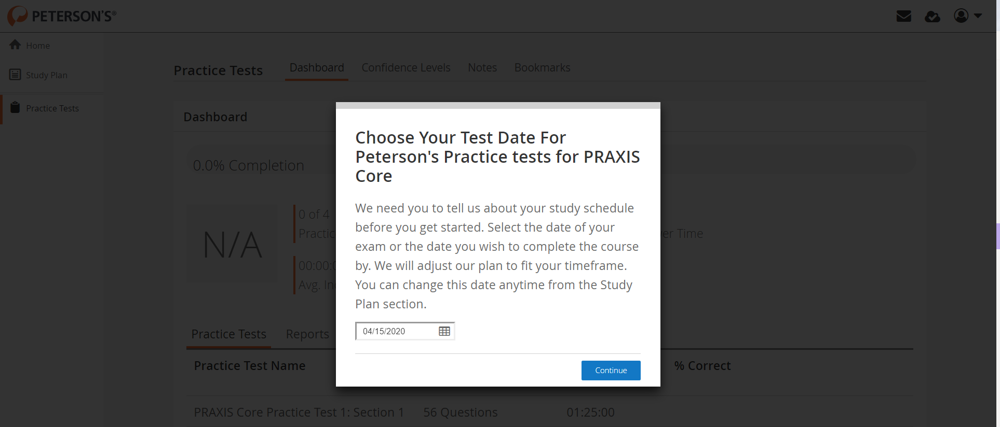 PETERSON'S®
Home
Study Plan
Practice Tests
Practice Tests Dashboard Confidence Levels Notes Bookmarks
Dashboard
0.0% Completion
N/A
0 of 4
Practic
00:00:0
Avg. In
er Time
Choose Your Test Date For
Peterson's Practice tests for PRAXIS
Core
We need you to tell us about your study schedule
before you get started. Select the date of your
exam or the date you wish to complete the course
by. We will adjust our plan to fit your timeframe.
You can change this date anytime from the Study
Plan section.
04/15/2020
Continue
Practice Tests Reports
Practice Test Name % Correct
PRAXIS Core Practice Test 1: Section 1 56 Questions 01:25:00